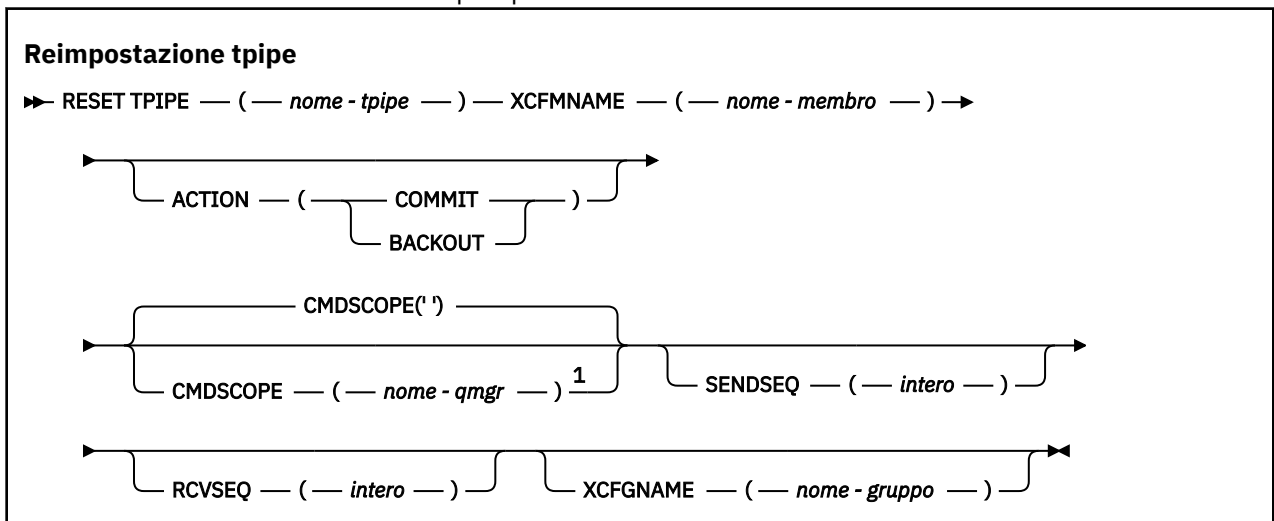 Reimpostazione tpipe
RESET TPIPE ( nome - tpipe ) XCFMNAME ( nome - membro )
ACTION ( COMMIT )
BACKOUT
CMDSCOPE(' ')
CMDSCOPE ( nome - qmgr ) 1 SENDSEQ ( intero )
RCVSEQ ( intero ) XCFGNAME ( nome - gruppo )